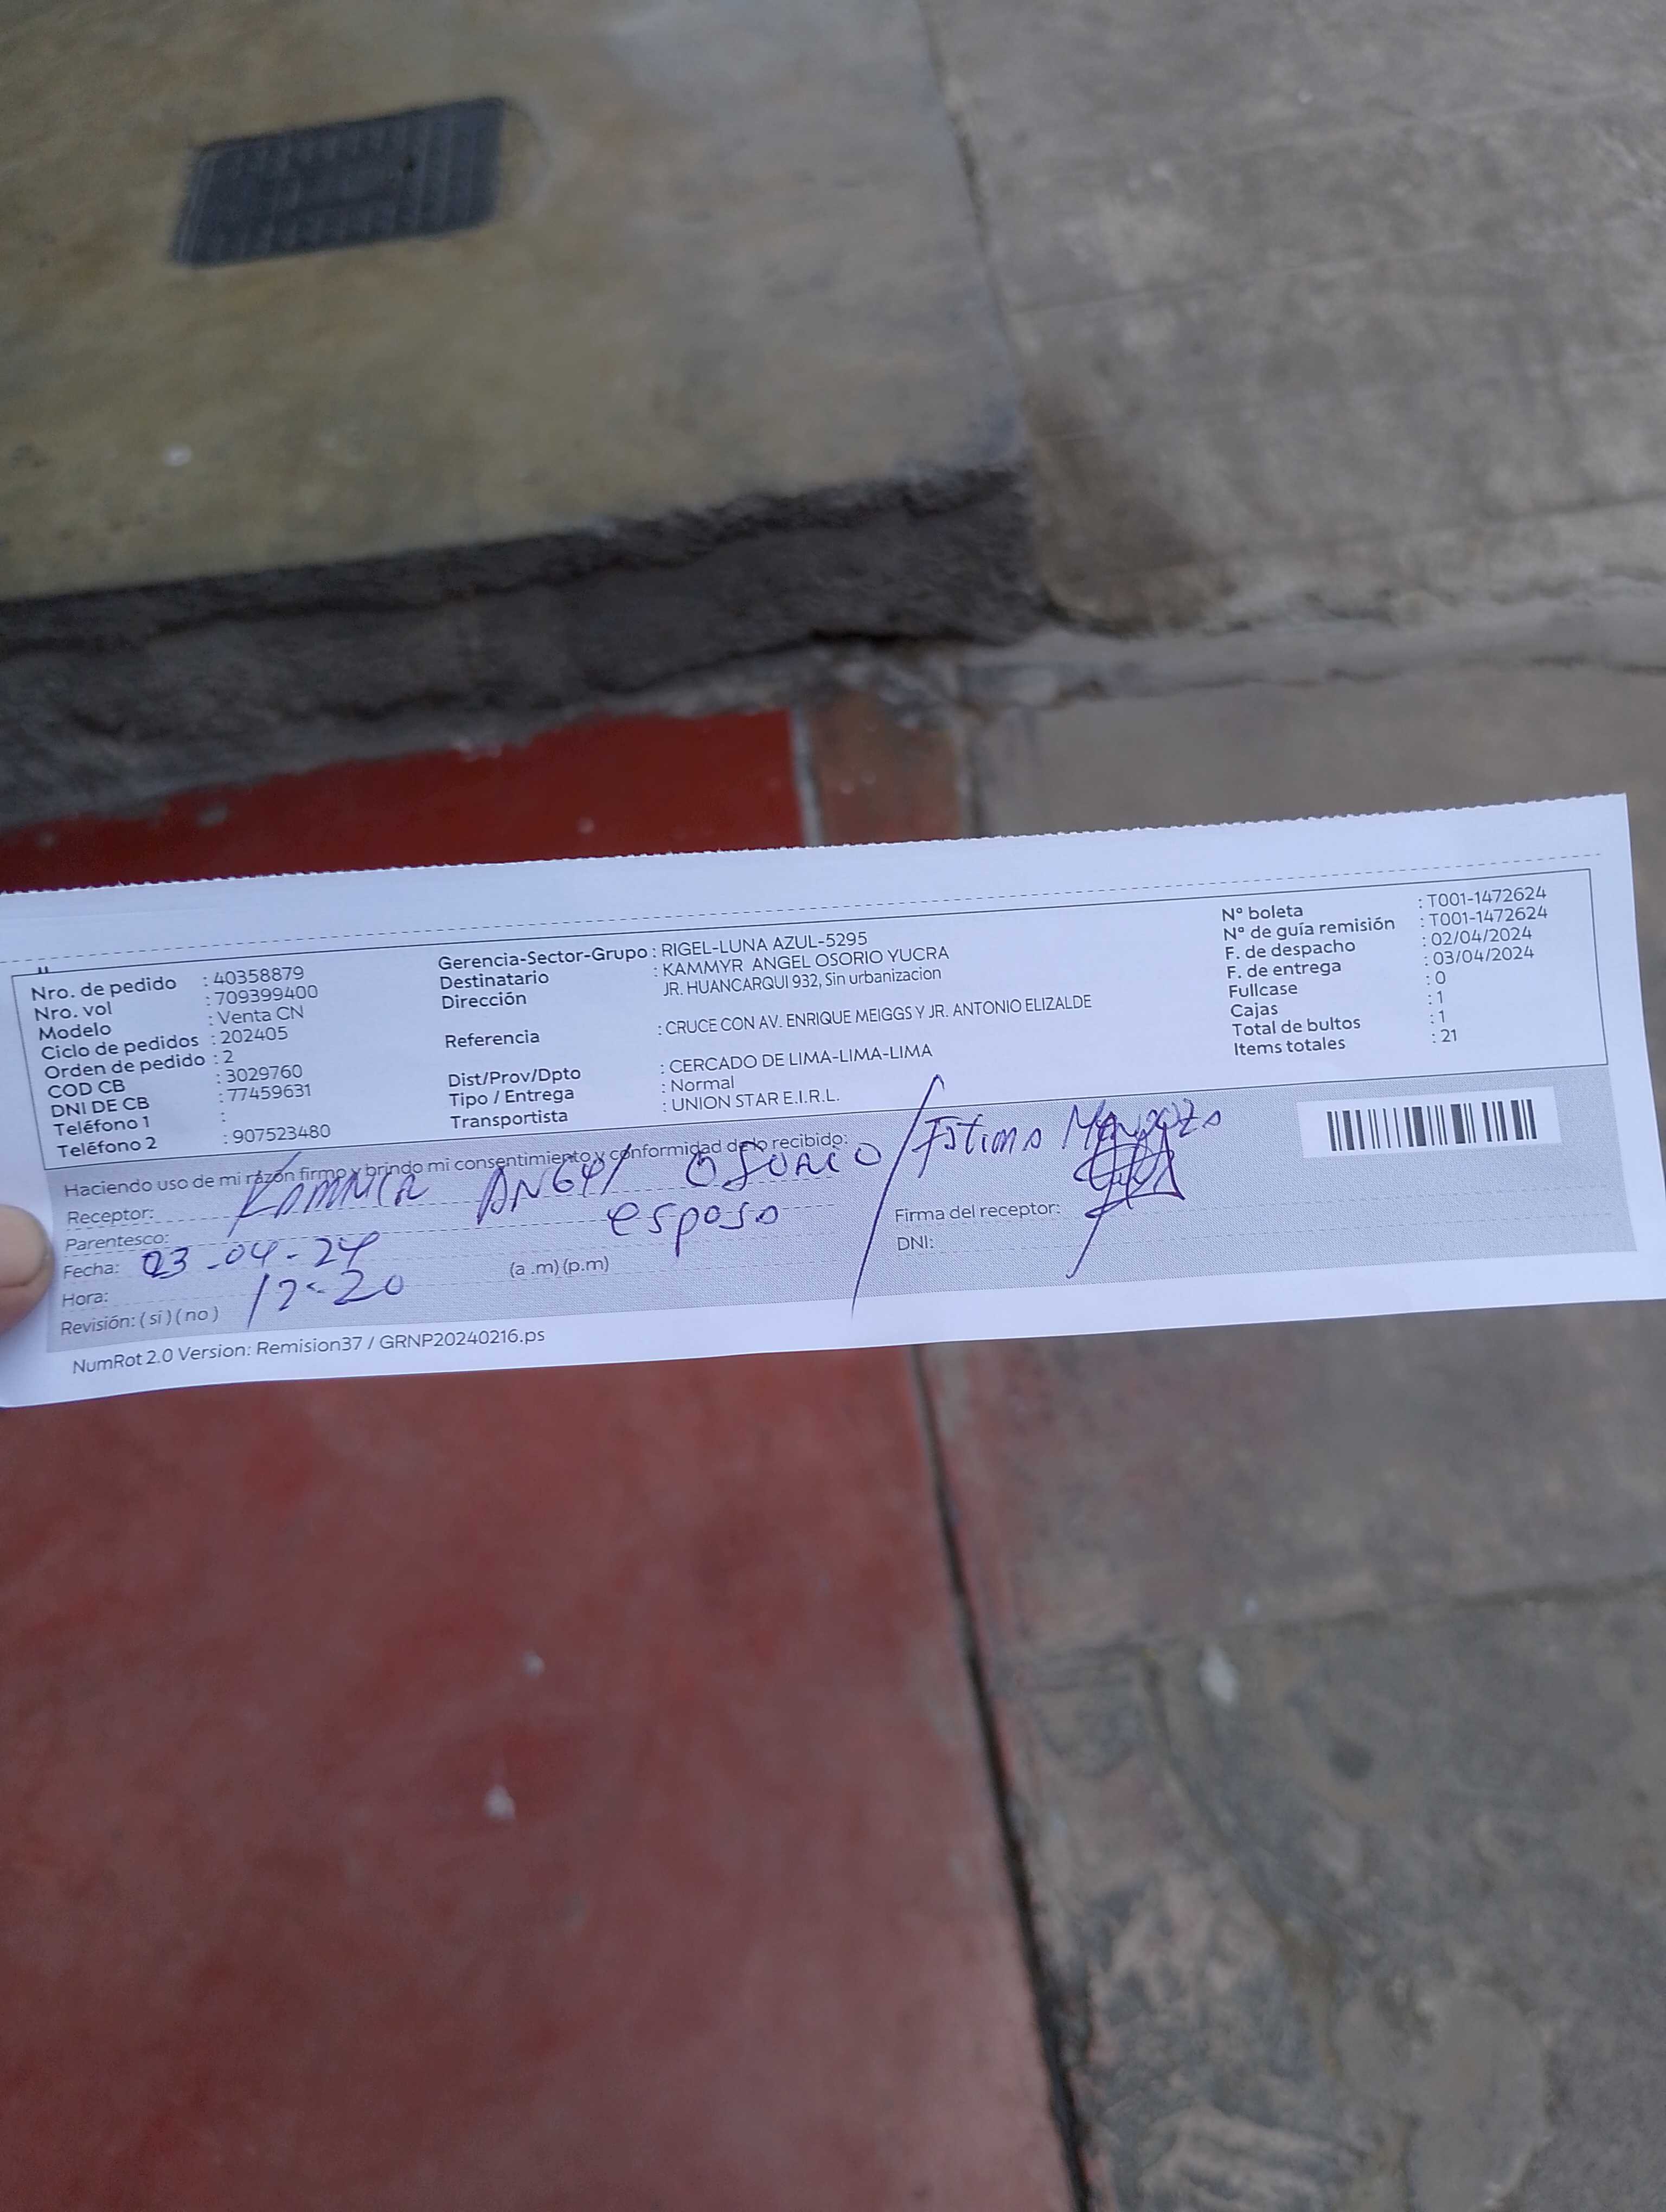 Nro. de pedido : 40358879
Nro. vol : 709399400
Modelo : Venta CN
Ciclo de pedidos : 202405
Orden de pedido : 2
COD CB : 3029760
DNI DE CB : 77459631
Teléfono 1 :
Teléfono 2 : 907523480
Gerencia-Sector-Grupo : RIGEL-LUNA AZUL-5295
Destinatario : KAMMYR ANGEL OSORIO YUCRA
Dirección JR. HUANCARQUI 932, Sin urbanizacion
Referencia : CRUCE CON AV. ENRIQUE MEIGGS Y JR. ANTONIO ELIZALDE
Dist/Prov/Dpto : CERCADO DE LIMA-LIMA-LIMA
Tipo / Entrega : Normal
Transportista : UNION STAR E.I.R.L.
Nº boleta : T001-1472624
Nº de guía remisión : T001-1472624
F. de despacho : 02/04/2024
F. de entrega : 03/04/2024
Fullcase : 0
Cajas : 1
Total de bultos : 1
Items totales : 21
Haciendo uso de mi razón firmo y brindo mi consentimiento y conformidad de lo recibido:
Receptor: OSORIO /
Parentesco: esposo
Fecha: 03-04-24
Hora: 12-20 (a .m) (p.m)
Revisión: ( si ) ( no )
Firma del receptor:
DNI:
NumRot 2.0 Version: Remision37 / GRNP20240216.ps